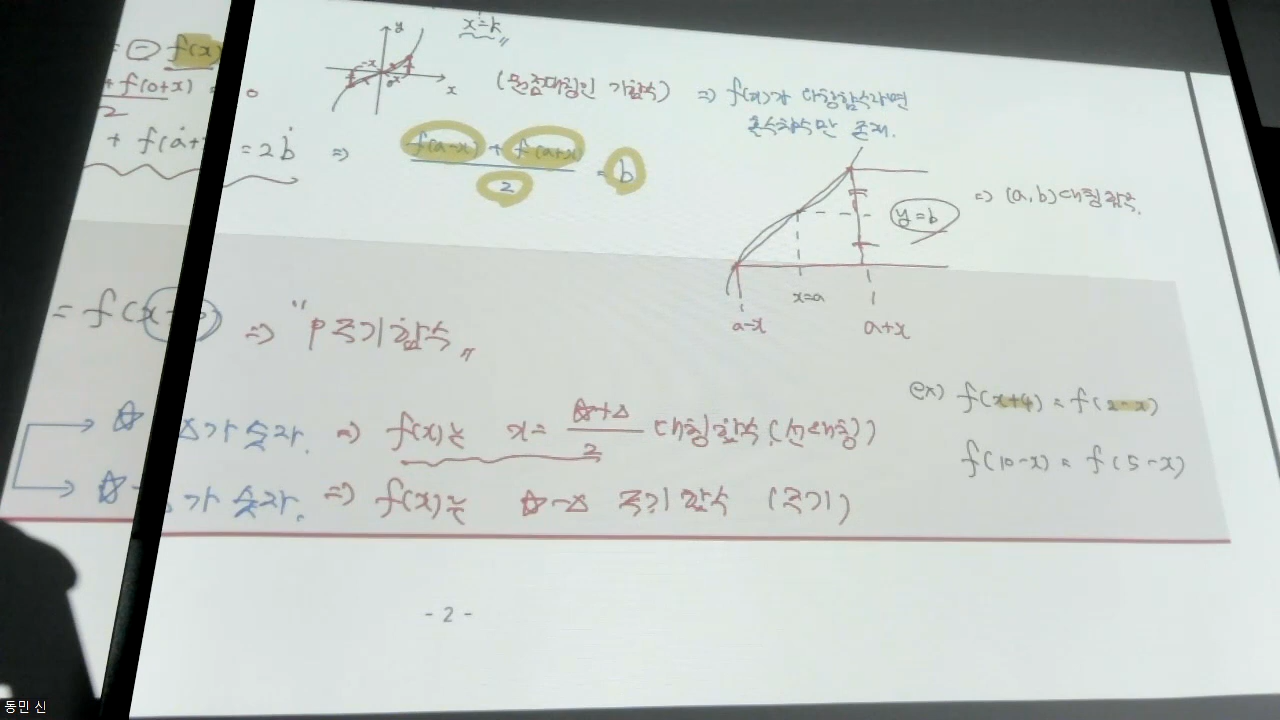 = ⊖ f(x)
+ f(0+x)
2
0
+ f(a+
= 2b ⇒
f(a-x) + f(a+x)
2
= b
y
x
-x
x=k
(원점대칭인 기함수) ⇒ f(x)가 다항함수라면
홀수차수만 존재.
y=b
⇒ (a,b)대칭함수.
x=a
a-x
a+x
= f(x
⇒ "P주기함수"
☆
△가 숫자. ⇒ f(x)는 x= ☆+△
2
대칭함수.(선대칭)
☆-
가 숫자. ⇒ f(x)는 ☆-△ 주기함수 (주기)
ex) f(x+4) = f(2-x)
f(10-x) = f(5-x)
- 2 -
동민 신